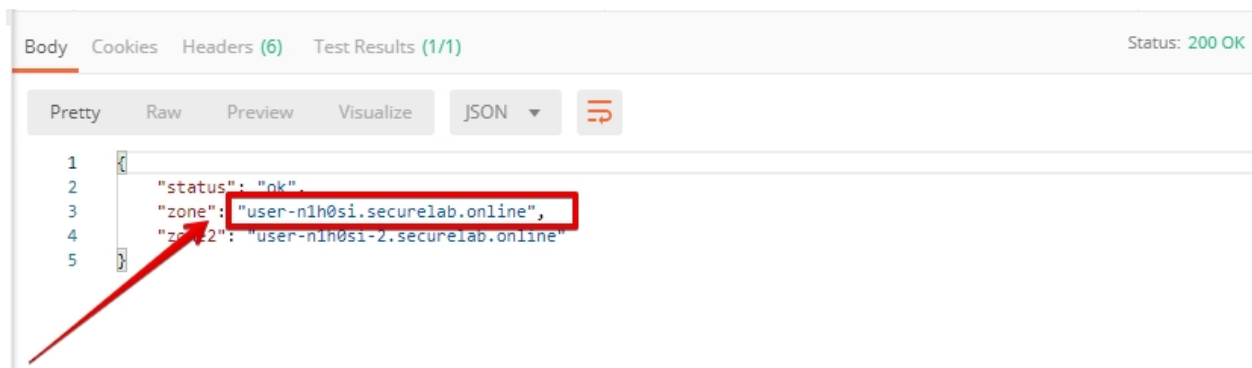 Body Cookies Headers (6) Test Results (1/1) Status: 200 OK
Pretty Raw Preview Visualize JSON
1 {
2 "status": "ok",
3 "zone": "user-n1h0si.securelab.online",
4 "zone2": "user-n1h0si-2.securelab.online"
5 }